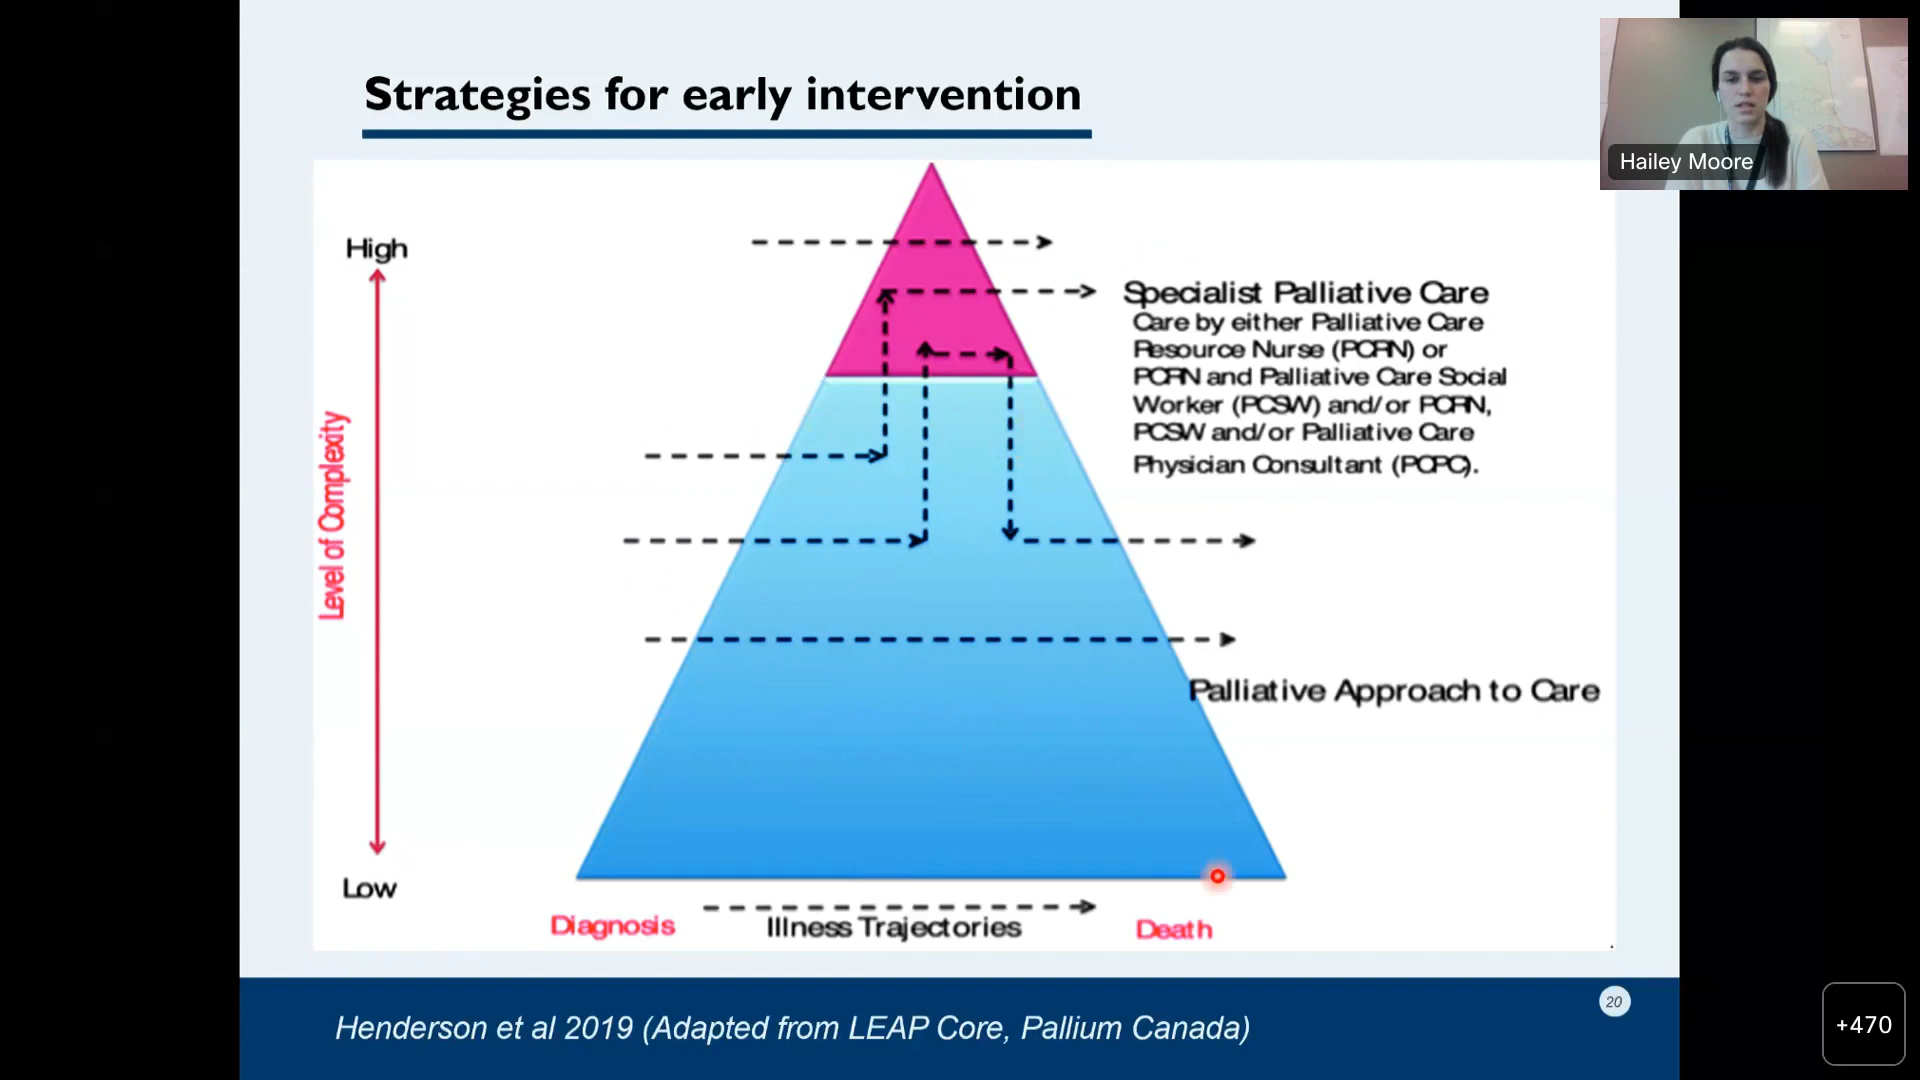 Strategies for early intervention
Hailey Moore
High
Specialist Palliative Care
Care by either Palliative Care
Resource Nurse (PCRN) or
PCRN and Palliative Care Social
Worker (PCSW) and/or PCRN,
PCSW and/or Palliative Care
Physician Consultant (PCPC).
Level of Complexity
Palliative Approach to Care
Low
Diagnosis
Illness Trajectories
Death
20
Henderson et al 2019 (Adapted from LEAP Core, Pallium Canada)
+470